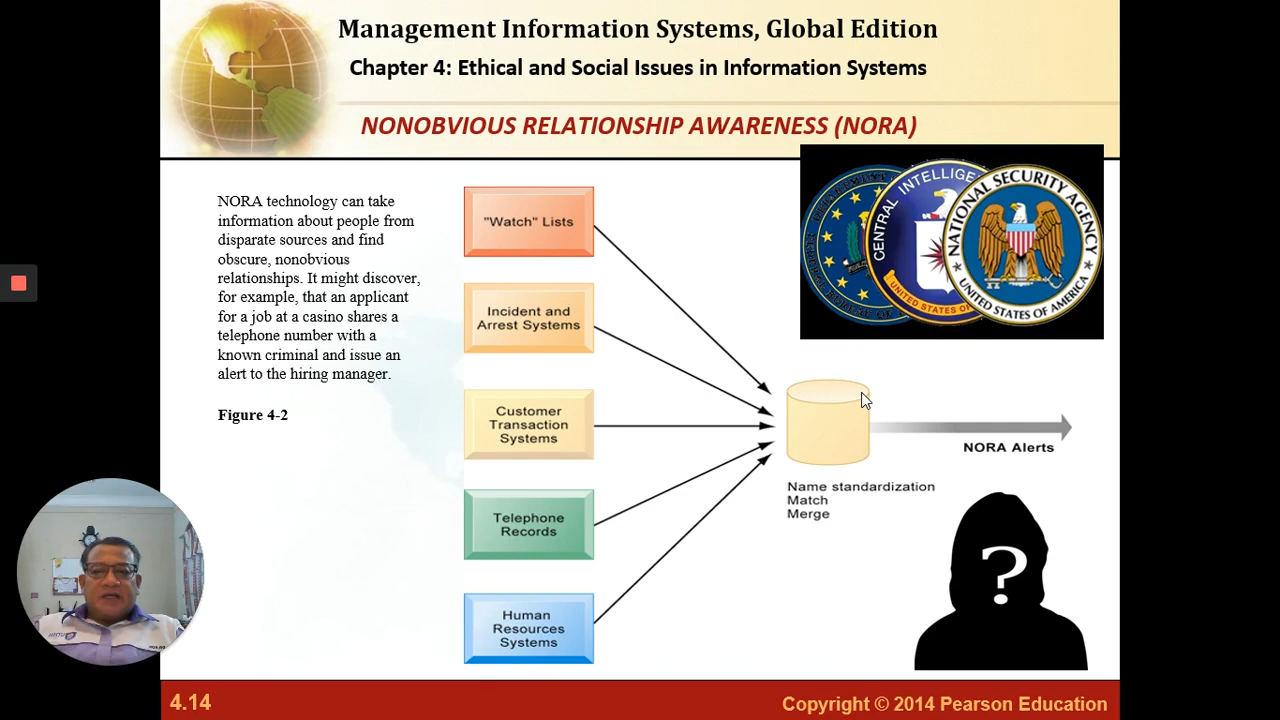 Management Information Systems, Global Edition
Chapter 4: Ethical and Social Issues in Information Systems
NONOBVIOUS RELATIONSHIP AWARENESS (NORA)
NORA technology can take
information about people from
disparate sources and find
obscure, nonobvious
relationships. It might discover,
for example, that an applicant
for a job at a casino shares a
telephone number with a
known criminal and issue an
alert to the hiring manager.
Figure 4-2
"Watch" Lists
Incident and
Arrest Systems
Customer
Transaction
Systems
Telephone
Records
Human
Resources
Systems
CENTRAL INTELLIGE
UNITED STATES O
NATIONAL SECURITY AGENCY
UNITED STATES OF AMERICA
NORA Alerts
Name standardization
Match
Merge
?
4.14
Copyright © 2014 Pearson Education